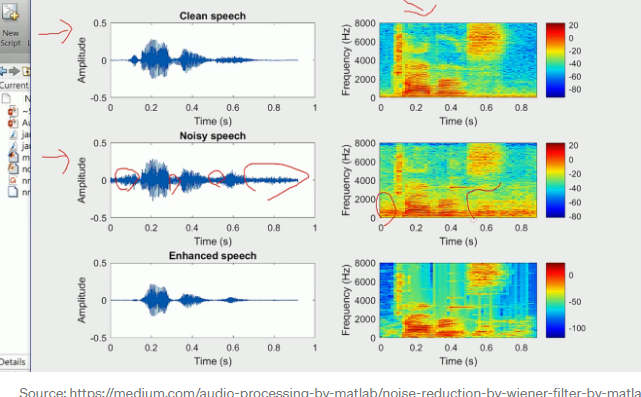 New
Script
L
Current
N
~
Au
jar
jar
m
no
nr
nr
Details
Clean speech
Amplitude
0.5
0
-0.5
0 0.2 0.4 0.6 0.8 1
Time (s)
Frequency (Hz)
8000
6000
4000
2000
0
0 0.2 0.4 0.6 0.8
Time (s)
20
0
-20
-40
-60
-80
Noisy speech
Amplitude
0.5
0
-0.5
0 0.2 0.4 0.6 0.8 1
Time (s)
Frequency (Hz)
8000
6000
4000
2000
0
0 0.2 0.4 0.6 0.8
Time (s)
20
0
-20
-40
-60
-80
Enhanced speech
Amplitude
0.5
0
-0.5
0 0.2 0.4 0.6 0.8 1
Time (s)
Frequency (Hz)
8000
6000
4000
2000
0
0 0.2 0.4 0.6 0.8
Time (s)
0
-50
-100
Source: https://medium.com/audio-processing-by-matlab/noise-reduction-by-wiener-filter-by-matla